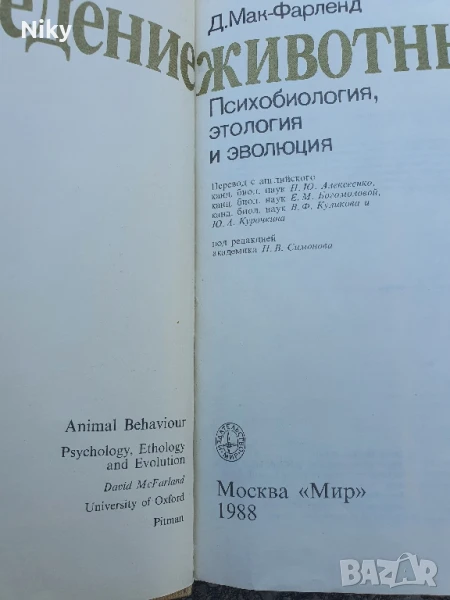 Niky
Д.Мак-Фарленд
едение животны
Психобиология,
этология
и эволюция
Перевод с английского
канд. биол. наук Н. Ю. Алексеенко,
канд. биол. наук Е. М. Богомоловой,
канд. биол. наук В. Ф. Куликова и
Ю. А. Курочкина
под редакцией
академика П. В. Симонова
Animal Behaviour
Psychology, Ethology
and Evolution
David McFarland
University of Oxford
Pitman
Москва «Мир»
1988
BAZAR
bg